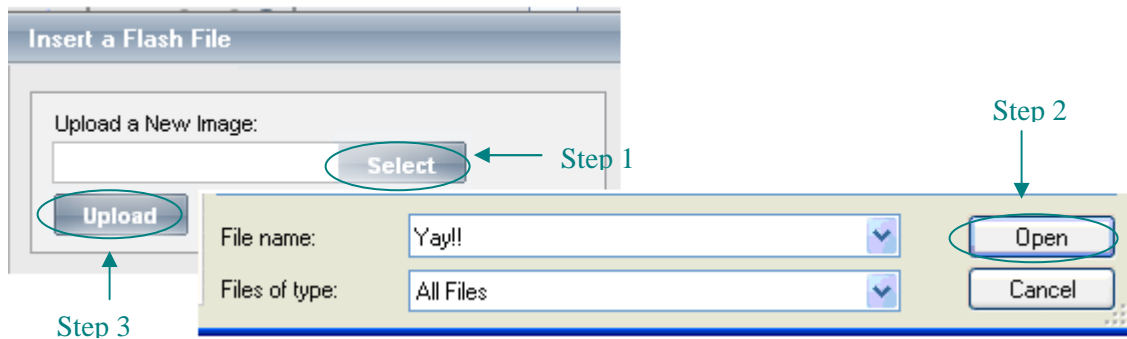 Insert a Flash File
Upload a New Image:
Step 2
Select
Step 1
Upload
File name:
Yay!!
Open
Files of type:
All Files
Cancel
Step 3